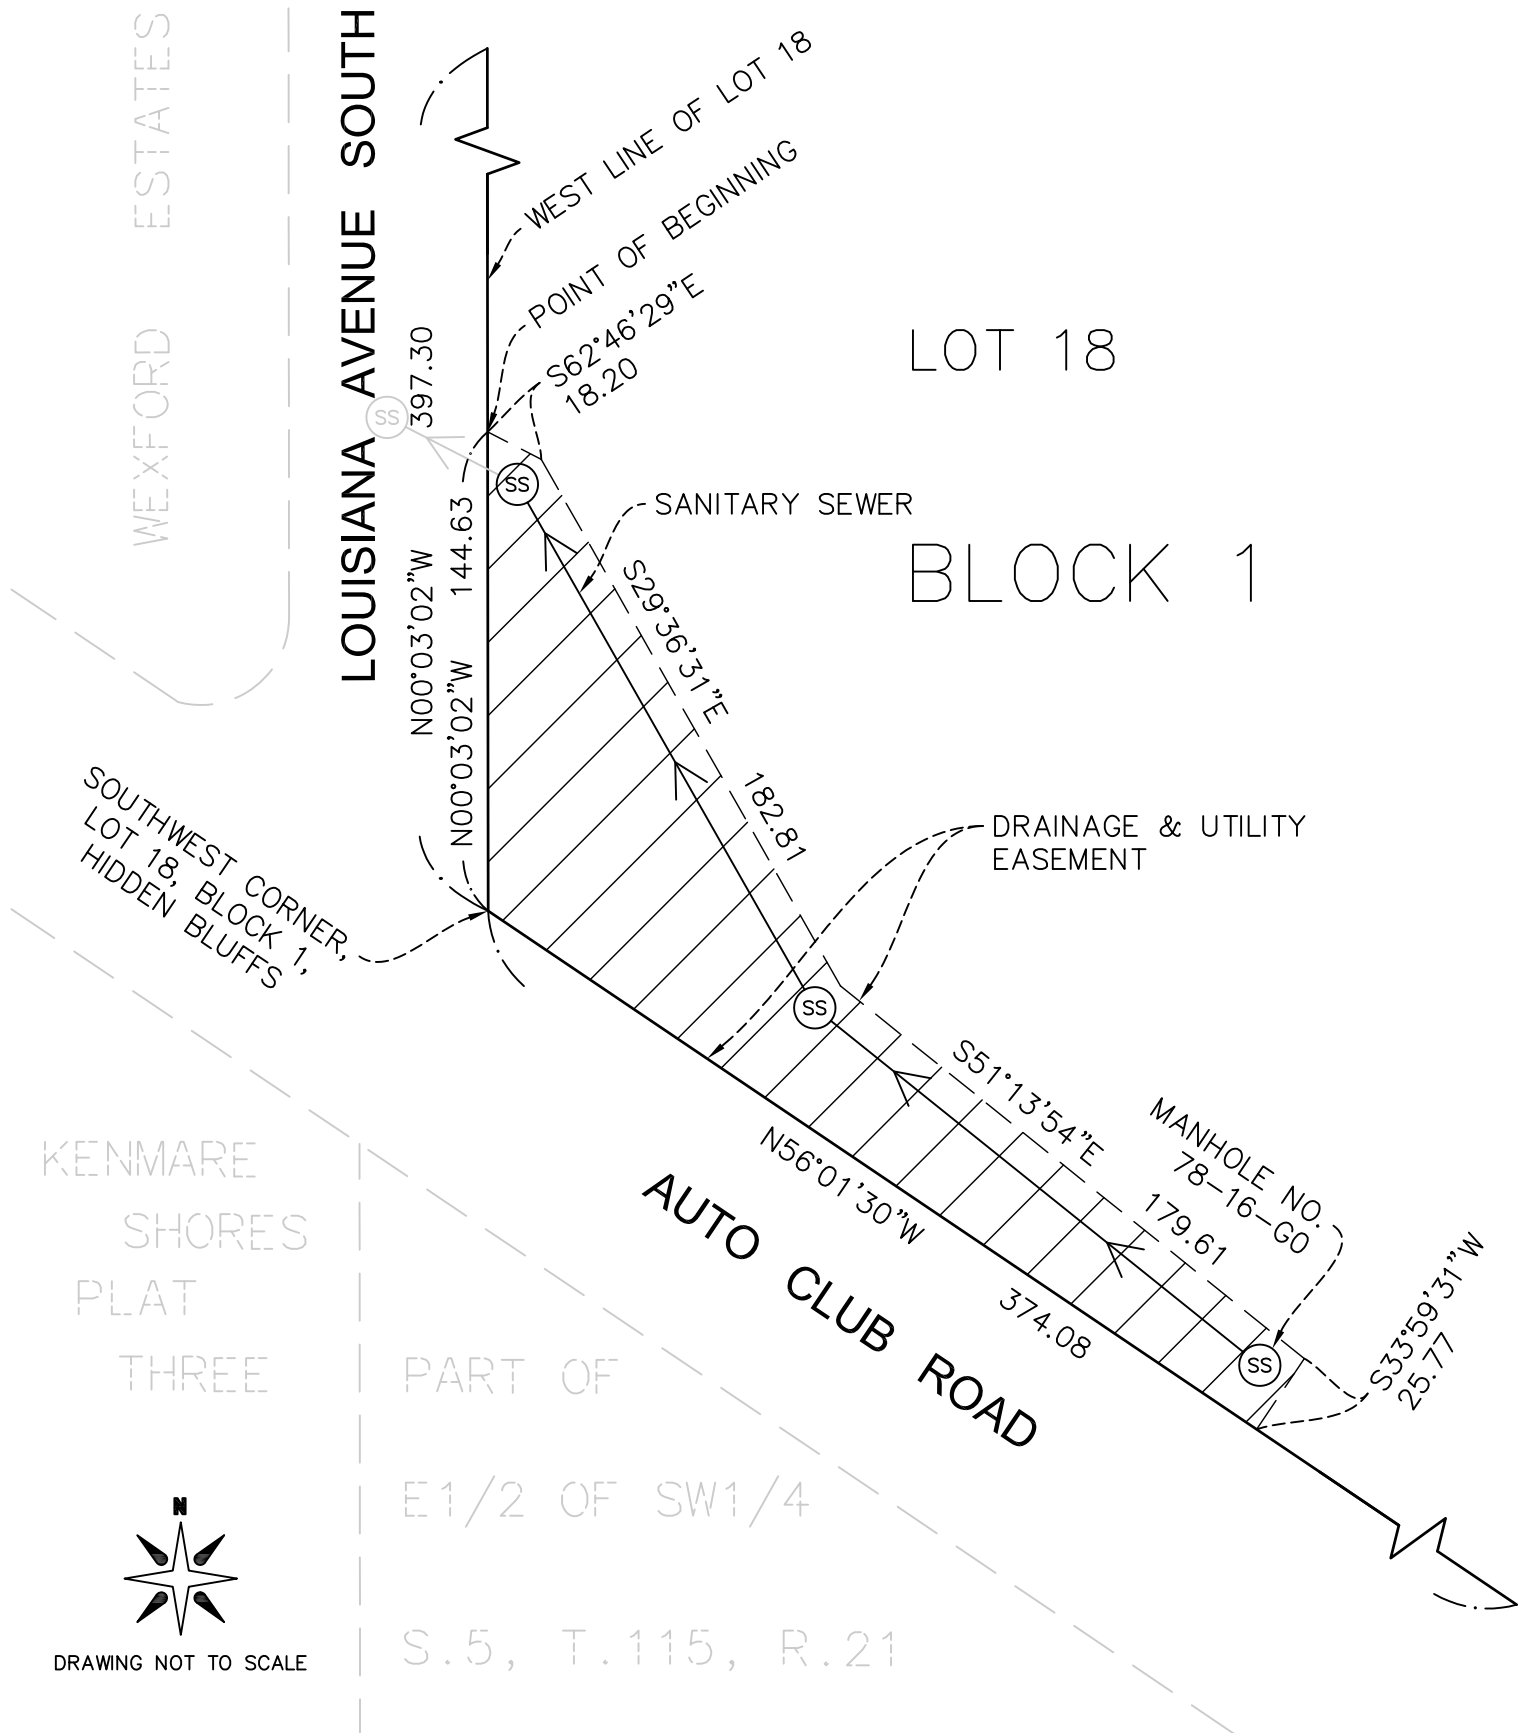 WEXFORD ESTATES
LOUISIANA AVENUE SOUTH
WEST LINE OF LOT 18
POINT OF BEGINNING
S62°46'29"E
18.20
397.30
N00°03'02"W
144.63
N00°03'02"W
SS
SS
LOT 18
BLOCK 1
SANITARY SEWER
S29°36'31"E
182.81
SOUTHWEST CORNER,
LOT 18, BLOCK 1,
HIDDEN BLUFFS
DRAINAGE & UTILITY
EASEMENT
SS
S51°13'54"E
179.61
MANHOLE NO.
78-16-G0
N56°01'30"W
374.08
SS
S33°59'31"W
25.77
AUTO CLUB ROAD
KENMARE
SHORES
PLAT
THREE
PART OF
E1/2 OF SW1/4
S.5, T.115, R.21
N
DRAWING NOT TO SCALE